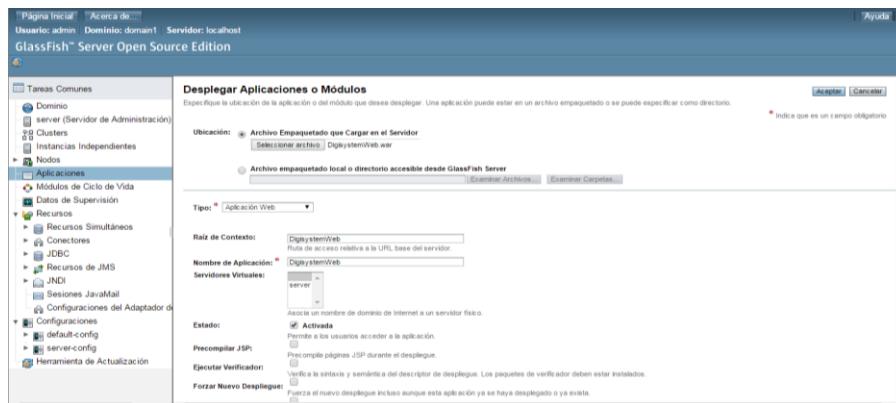 Página Inicial Acerca de... Ayuda
Usuario: admin Dominio: domain1 Servidor: localhost
GlassFish™ Server Open Source Edition
Tareas Comunes
Dominio
server (Servidor de Administración)
Clusters
Instancias Independientes
Nodos
Aplicaciones
Módulos de Ciclo de Vida
Datos de Supervisión
Recursos
Recursos Simultáneos
Conectores
JDBC
Recursos de JMS
JNDI
Sesiones JavaMail
Configuraciones del Adaptador de
Configuraciones
default-config
server-config
Herramienta de Actualización
Desplegar Aplicaciones o Módulos
Aceptar Cancelar
Especifique la ubicación de la aplicación o del módulo que desea desplegar. Una aplicación puede estar en un archivo empaquetado o se puede especificar como directorio.
* Indica que es un campo obligatorio
Ubicación: Archivo Empaquetado que Cargar en el Servidor
Seleccionar archivo DigisystemWeb.war
Archivo empaquetado local o directorio accesible desde GlassFish Server
Examinar Archivos... Examinar Carpetas...
Tipo: * Aplicación Web
Raíz de Contexto: DigisystemWeb
Ruta de acceso relativa a la URL base del servidor.
Nombre de Aplicación: * DigisystemWeb
Servidores Virtuales:
server
Asocia un nombre de dominio de Internet a un servidor físico.
Estado: Activada
Permite a los usuarios acceder a la aplicación.
Precompilar JSP:
Precompile páginas JSP durante el despliegue.
Ejecutar Verificador:
Verifica la sintaxis y semántica del descriptor de despliegue. Los paquetes de verificador deben estar instalados.
Forzar Nuevo Despliegue:
Fuerza el nuevo despliegue incluso aunque esta aplicación ya se haya desplegado o ya exista.